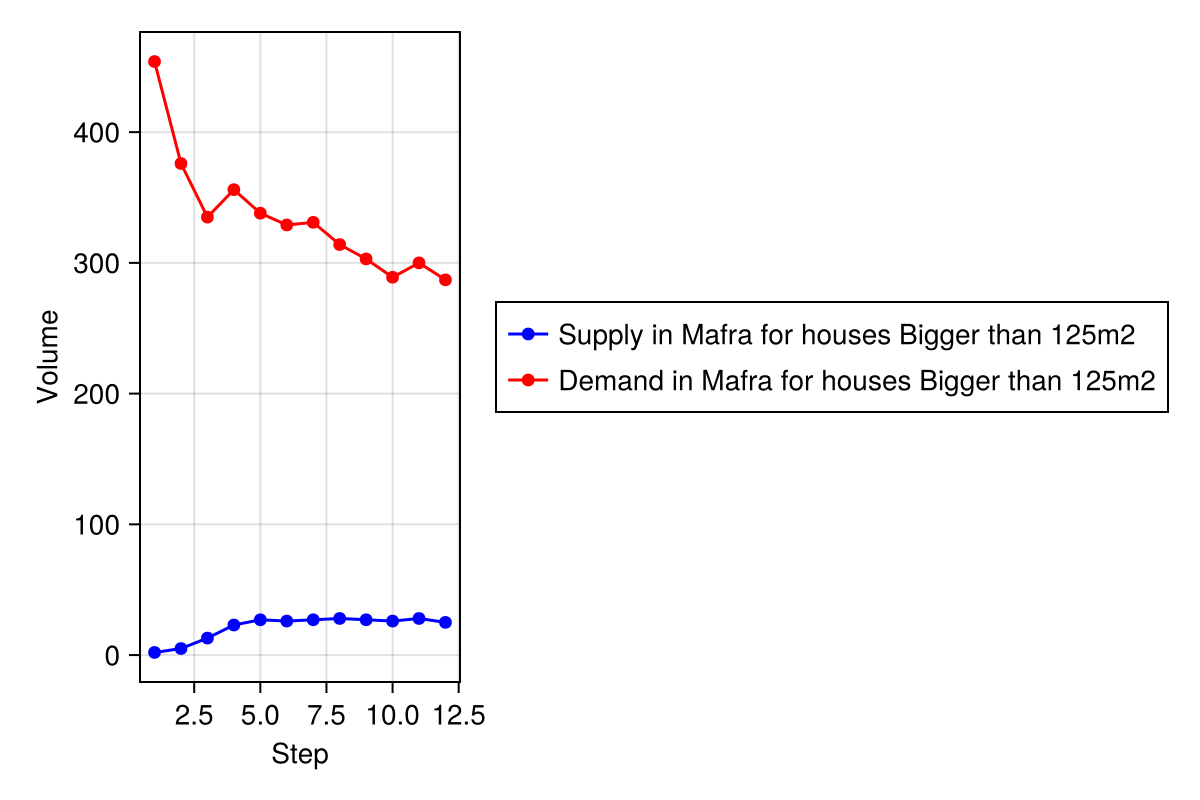 400
300
200
100
0
Volume
2.5 5.0 7.5 10.0 12.5
Step
Supply in Mafra for houses Bigger than 125m2
Demand in Mafra for houses Bigger than 125m2